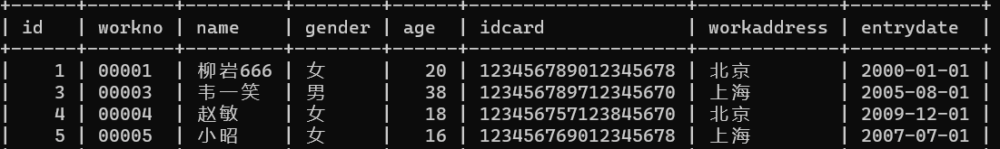 | id | workno | name | gender | age | idcard | workaddress | entrydate |
| 1 | 00001 | 柳岩666 | 女 | 20 | 123456789012345678 | 北京 | 2000-01-01 |
| 3 | 00003 | 韦一笑 | 男 | 38 | 123456789712345670 | 上海 | 2005-08-01 |
| 4 | 00004 | 赵敏 | 女 | 18 | 123456757123845670 | 北京 | 2009-12-01 |
| 5 | 00005 | 小昭 | 女 | 16 | 123456769012345678 | 上海 | 2007-07-01 |